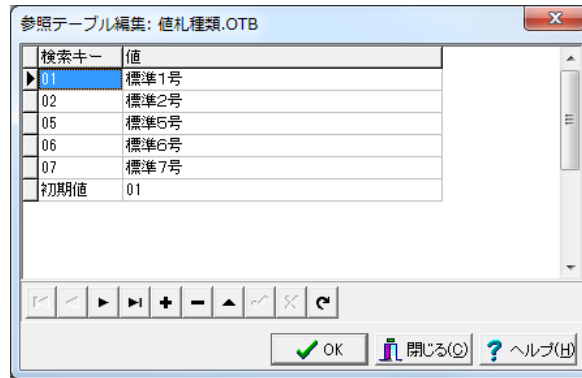 参照テーブル編集: 値札種類.OTB
検索キー 値
01 標準1号
02 標準2号
05 標準5号
06 標準6号
07 標準7号
初期値 01
OK 閉じる(C) ヘルプ(H)